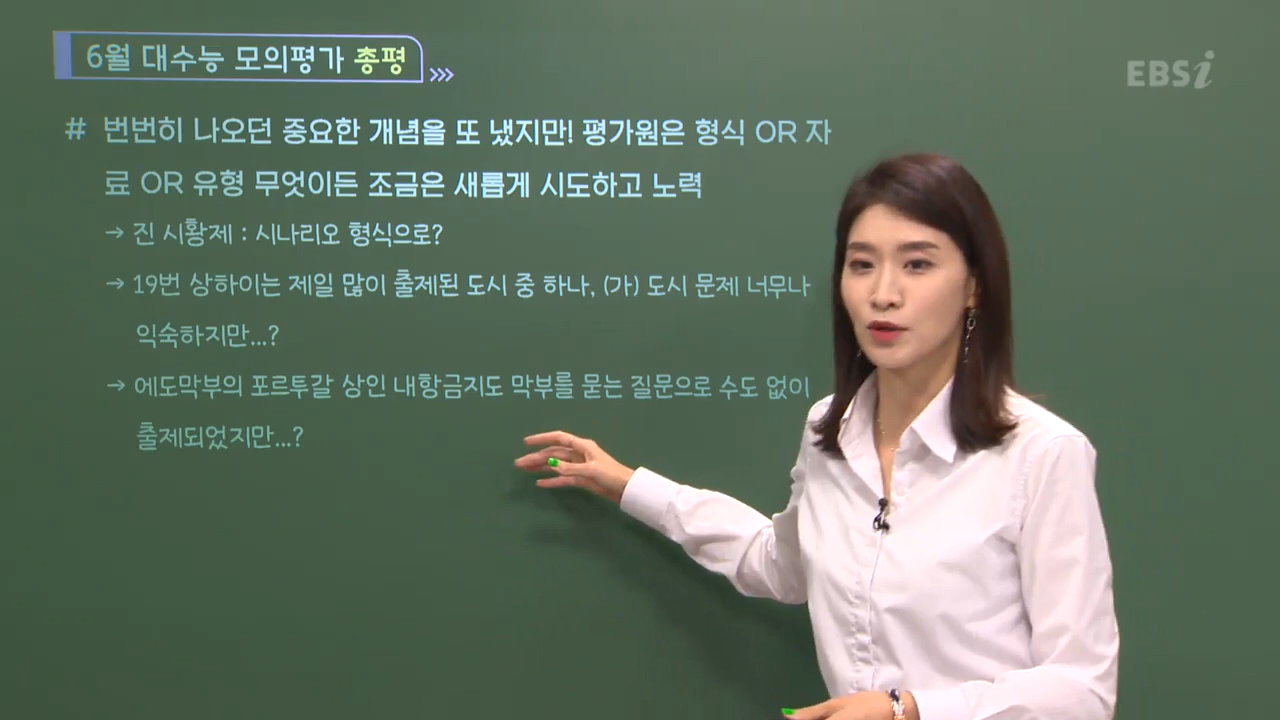 6월 대수능 모의평가 총평 >>>
EBSi
# 번번히 나오던 중요한 개념을 또 냈지만! 평가원은 형식 OR 자
료 OR 유형 무엇이든 조금은 새롭게 시도하고 노력
→ 진 시황제 : 시나리오 형식으로?
→ 19번 상하이는 제일 많이 출제된 도시 중 하나, (가) 도시 문제 너무나
익숙하지만...?
→ 에도막부의 포르투갈 상인 내항금지도 막부를 묻는 질문으로 수도 없이
출제되었지만...?